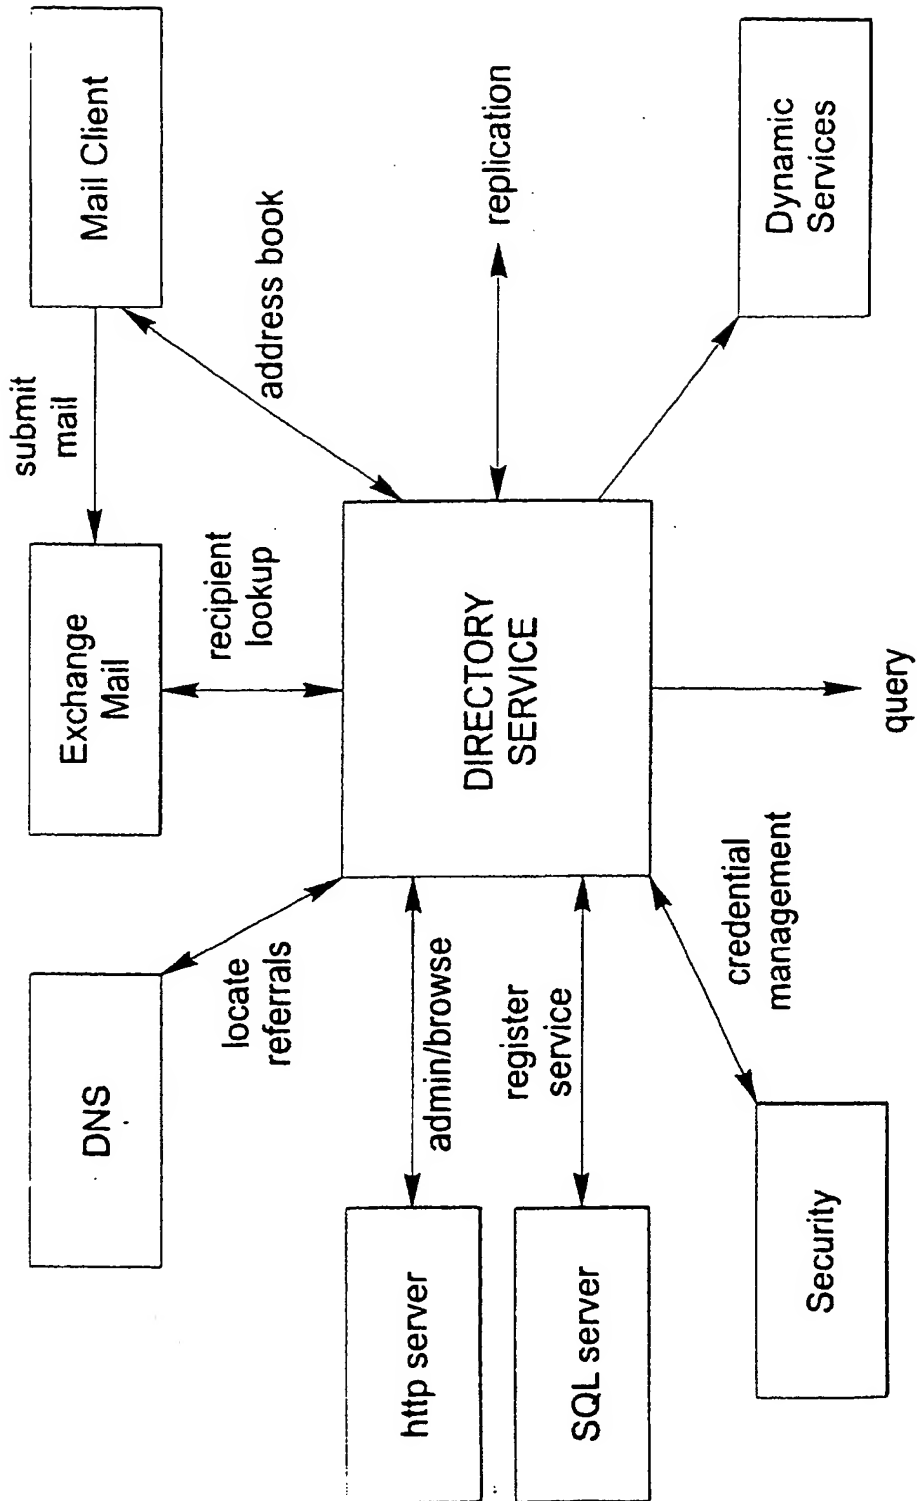 DNS
Exchange
Mail
submit
mail
Mail Client
locate
referrals
recipient
lookup
address book
http server
admin/browse
DIRECTORY
SERVICE
replication
SQL server
register
service
Security
credential
management
query
Dynamic
Services